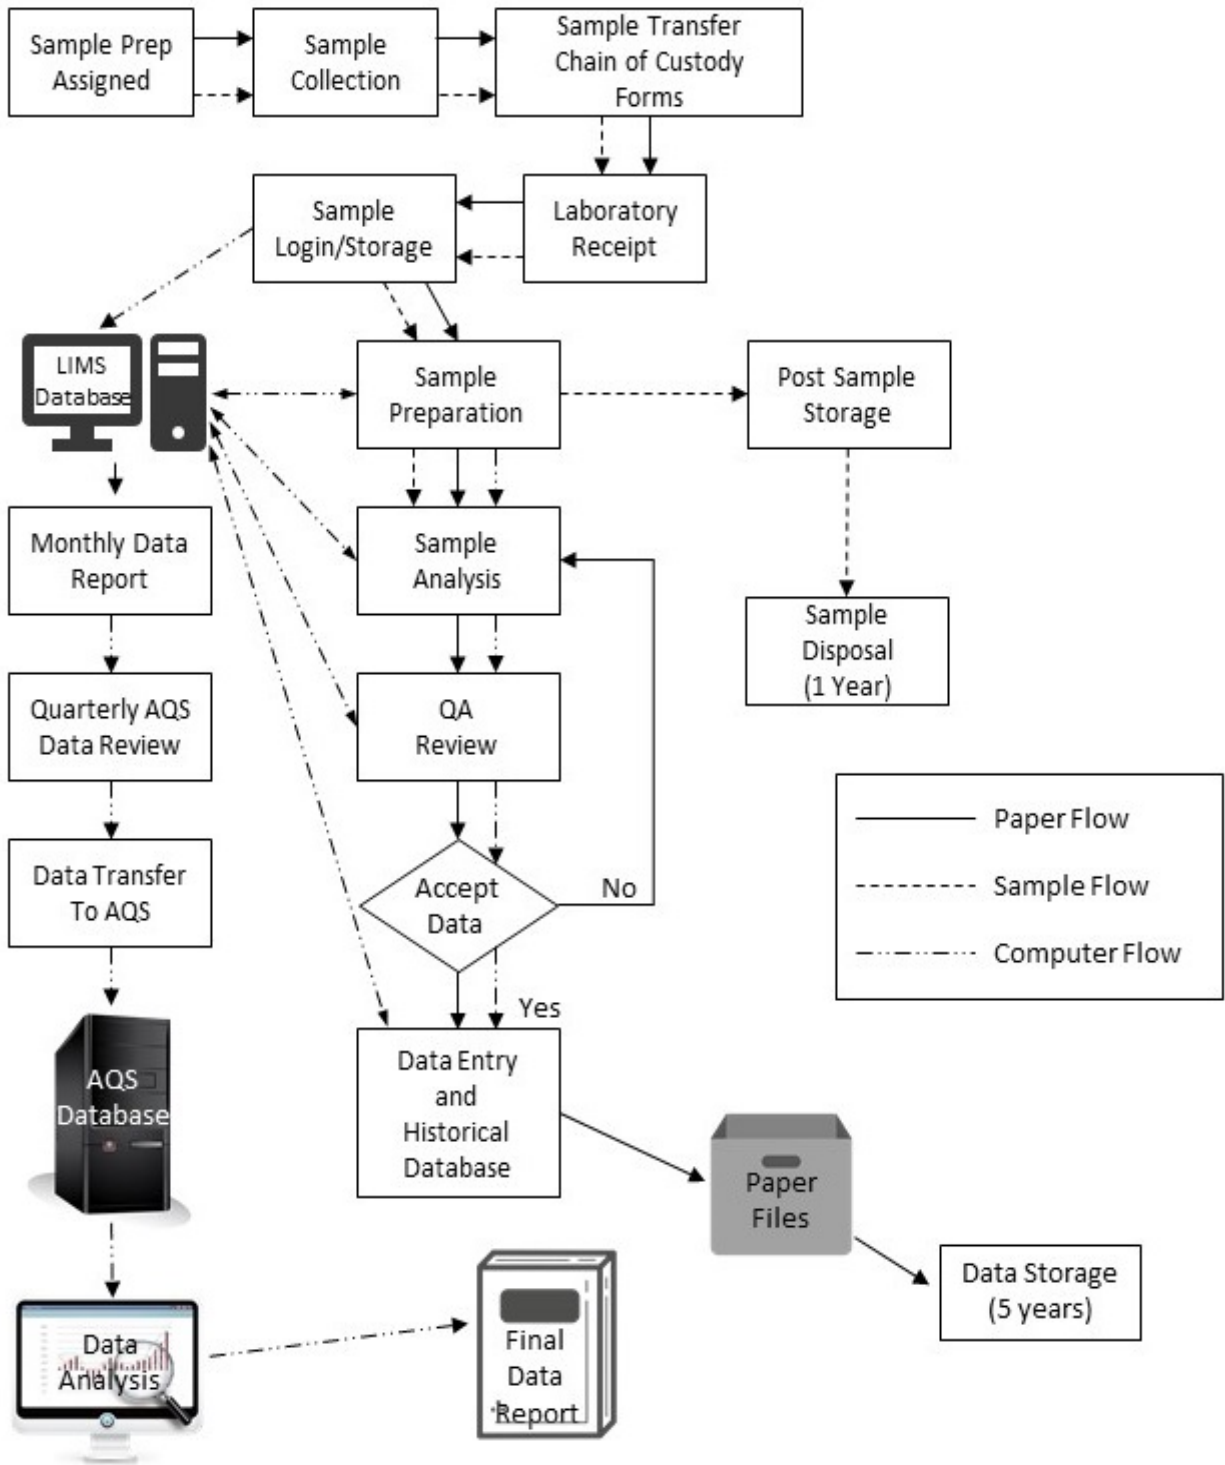 Sample Prep
Assigned
Sample
Collection
Sample Transfer
Chain of Custody
Forms
Sample
Login/Storage
Laboratory
Receipt
LIMS
Database
Sample
Preparation
Post Sample
Storage
Monthly Data
Report
Sample
Analysis
Sample
Disposal
(1 Year)
Quarterly AQS
Data Review
QA
Review
Paper Flow
Sample Flow
Computer Flow
Data Transfer
To AQS
Accept
Data
No
Yes
AQS
Database
Data Entry
and
Historical
Database
Paper
Files
Data Storage
(5 years)
Data
Analysis
Final
Data
Report